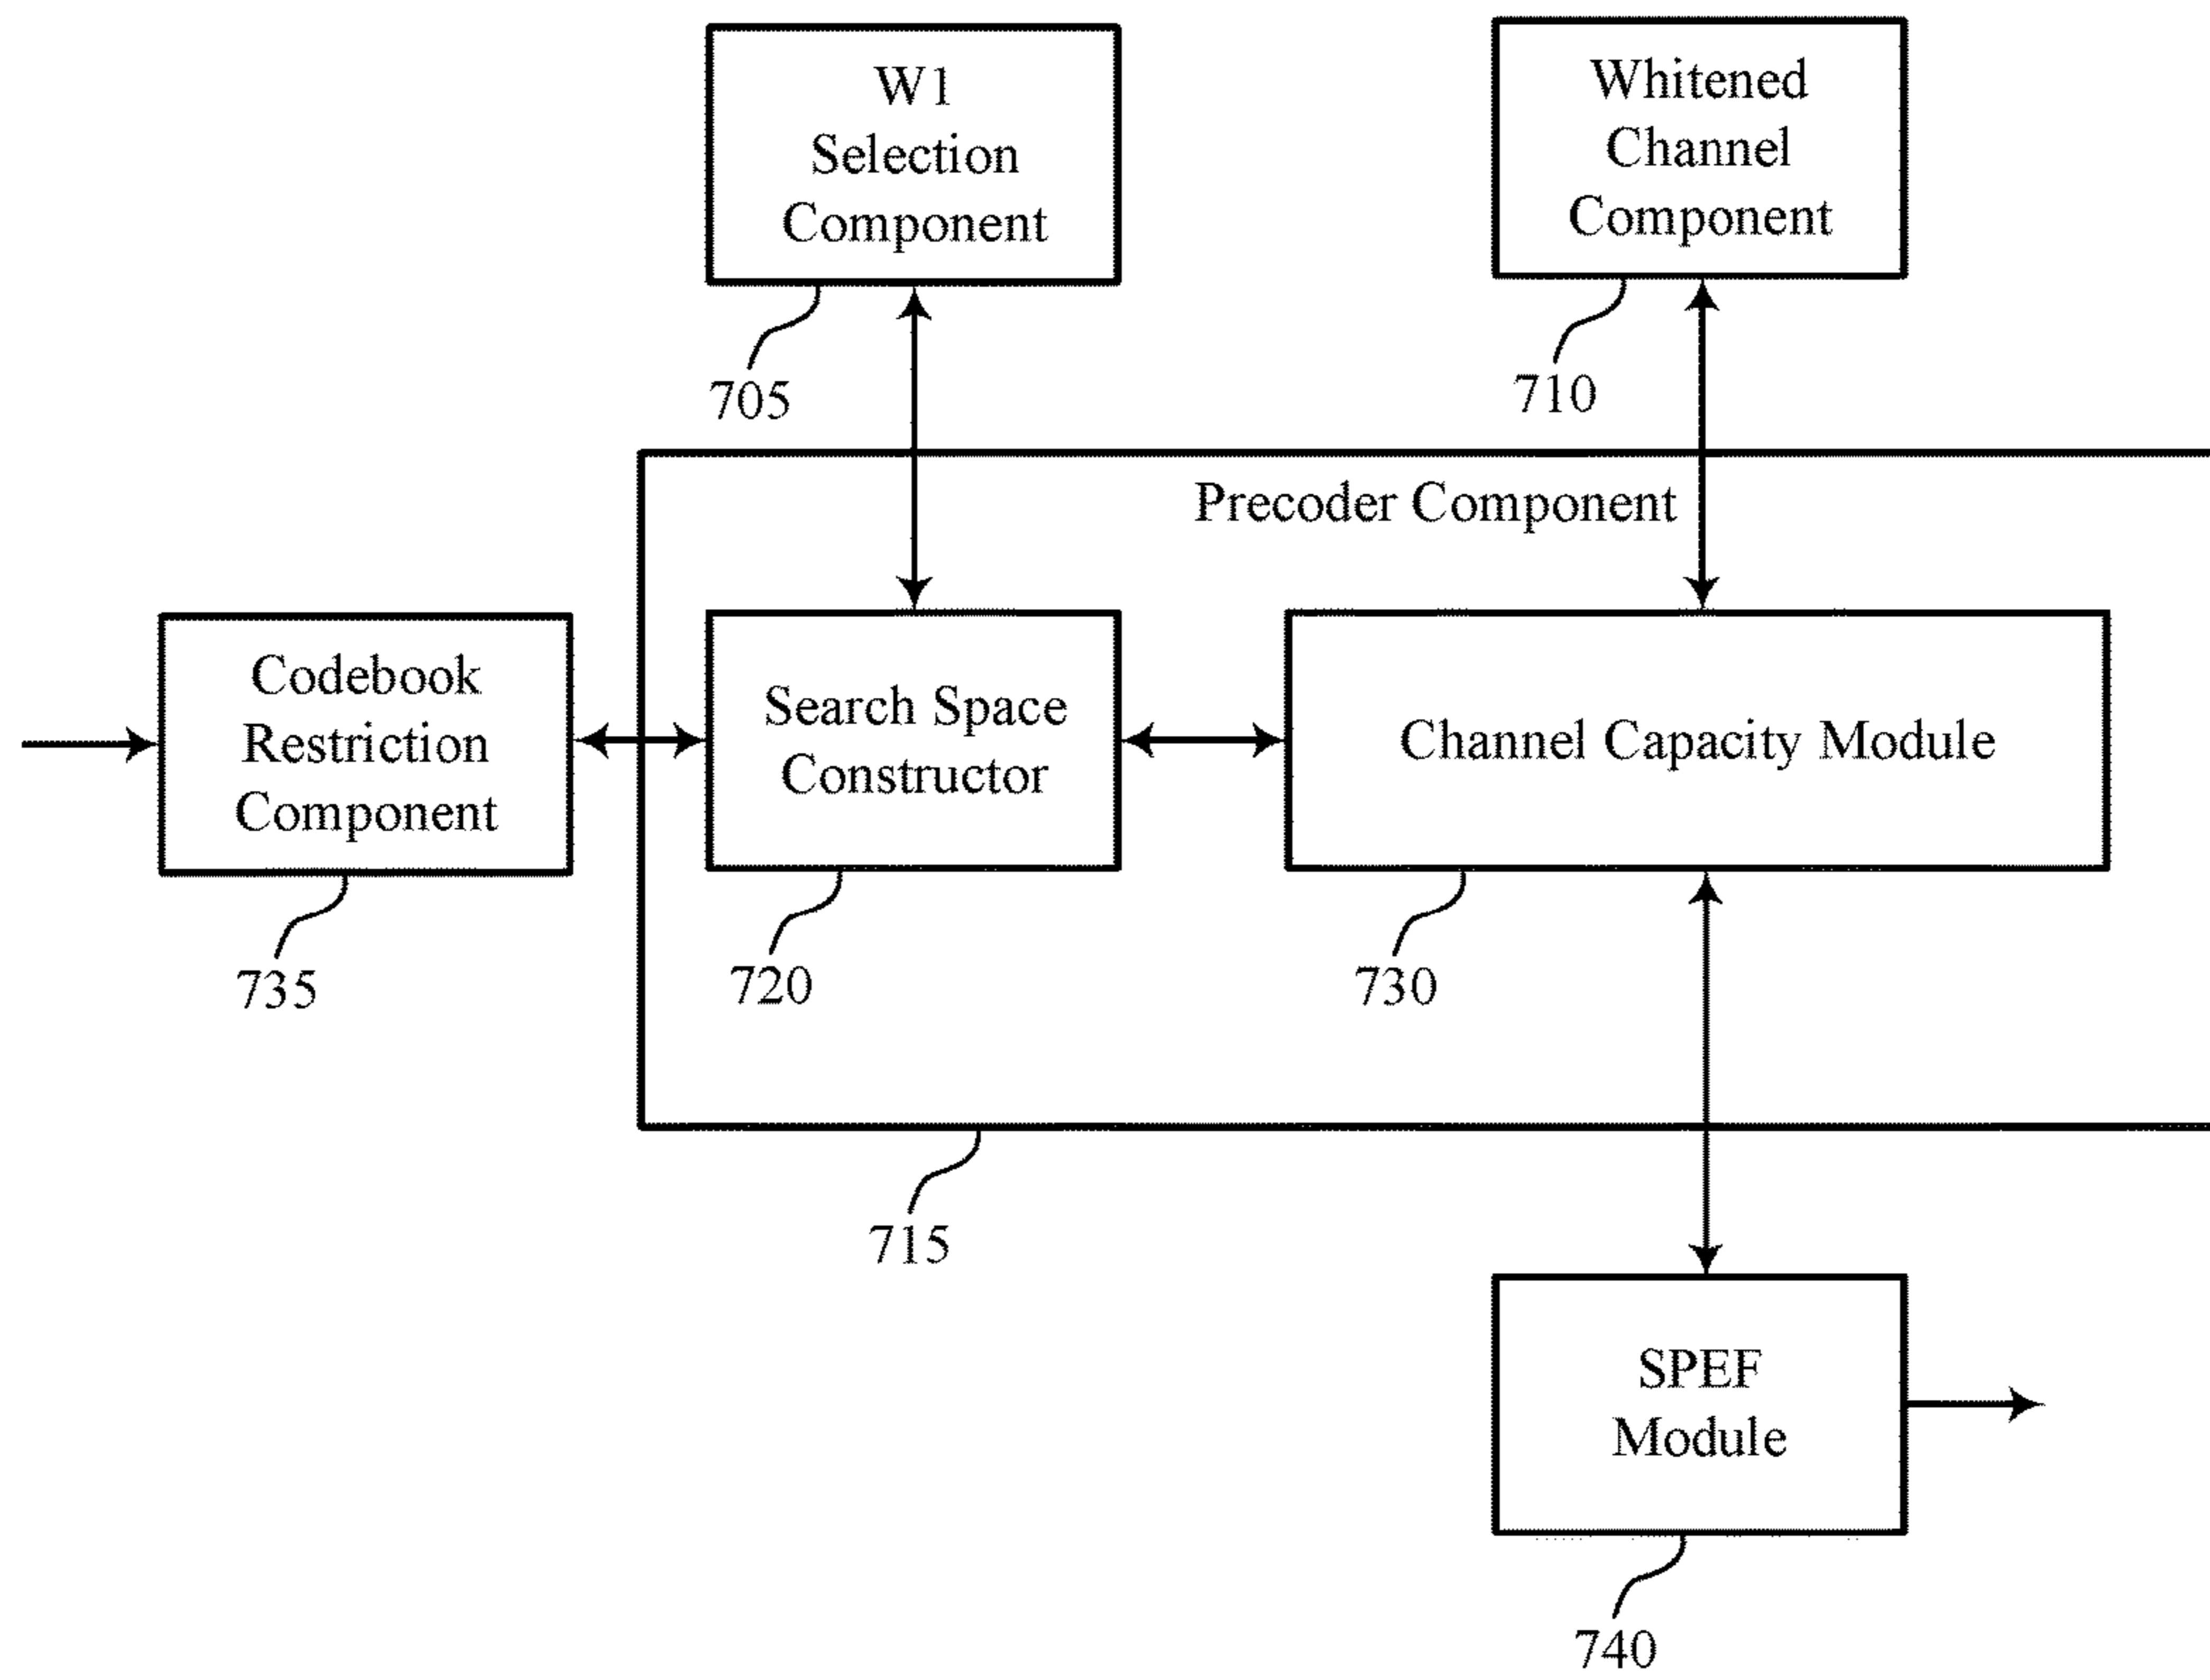 W1
Selection
Component
705
Whitened
Channel
Component
710
Precoder Component
Codebook
Restriction
Component
735
Search Space
Constructor
720
Channel Capacity Module
730
715
SPEF
Module
740